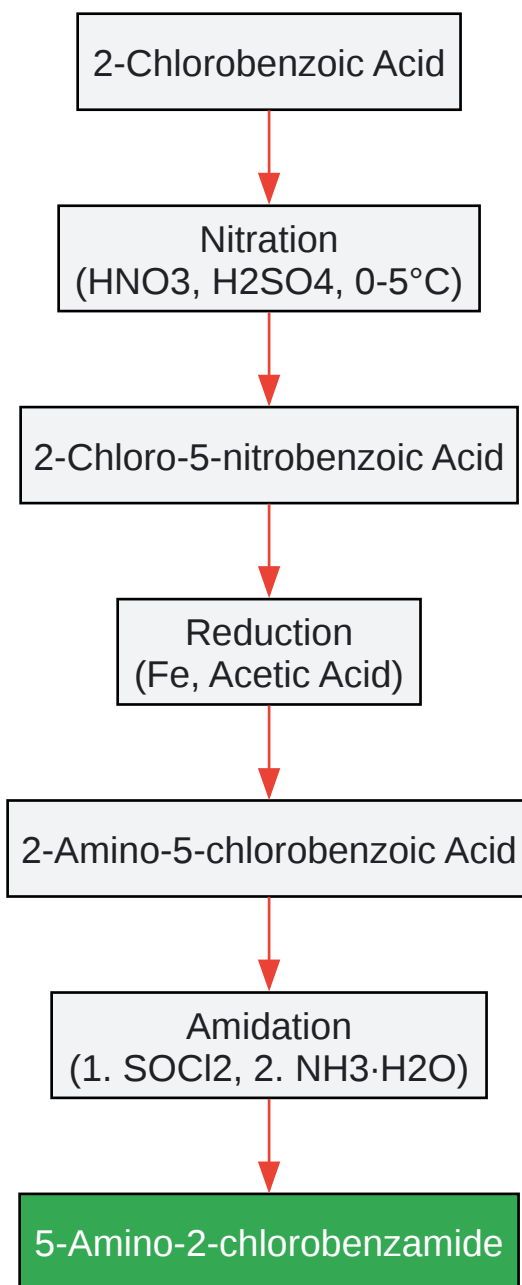 2-Chlorobenzoic Acid
Nitration
(HNO3, H2SO4, 0-5°C)
2-Chloro-5-nitrobenzoic Acid
Reduction
(Fe, Acetic Acid)
2-Amino-5-chlorobenzoic Acid
Amidation
(1. SOCl2, 2. NH3·H2O)
5-Amino-2-chlorobenzamide